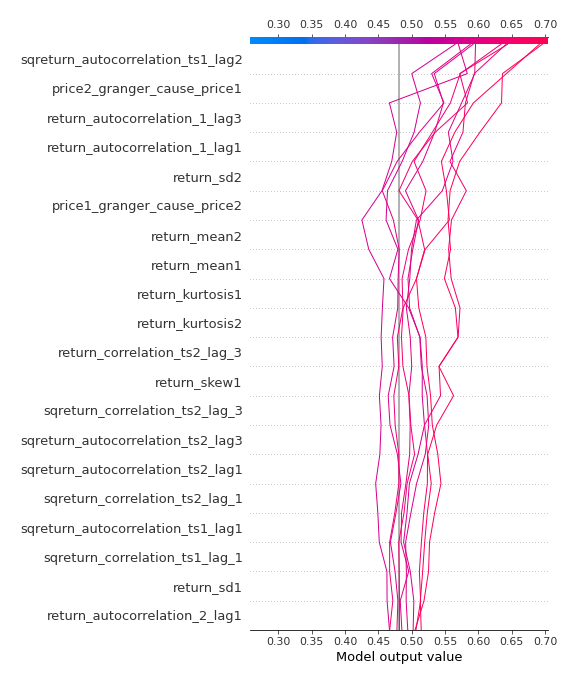 0.30 0.35 0.40 0.45 0.50 0.55 0.60 0.65 0.70
sqreturn_autocorrelation_ts1_lag2
price2_granger_cause_price1
return_autocorrelation_1_lag3
return_autocorrelation_1_lag1
return_sd2
price1_granger_cause_price2
return_mean2
return_mean1
return_kurtosis1
return_kurtosis2
return_correlation_ts2_lag_3
return_skew1
sqreturn_correlation_ts2_lag_3
sqreturn_autocorrelation_ts2_lag3
sqreturn_autocorrelation_ts2_lag1
sqreturn_correlation_ts2_lag_1
sqreturn_autocorrelation_ts1_lag1
sqreturn_correlation_ts1_lag_1
return_sd1
return_autocorrelation_2_lag1
0.30 0.35 0.40 0.45 0.50 0.55 0.60 0.65 0.70
Model output value